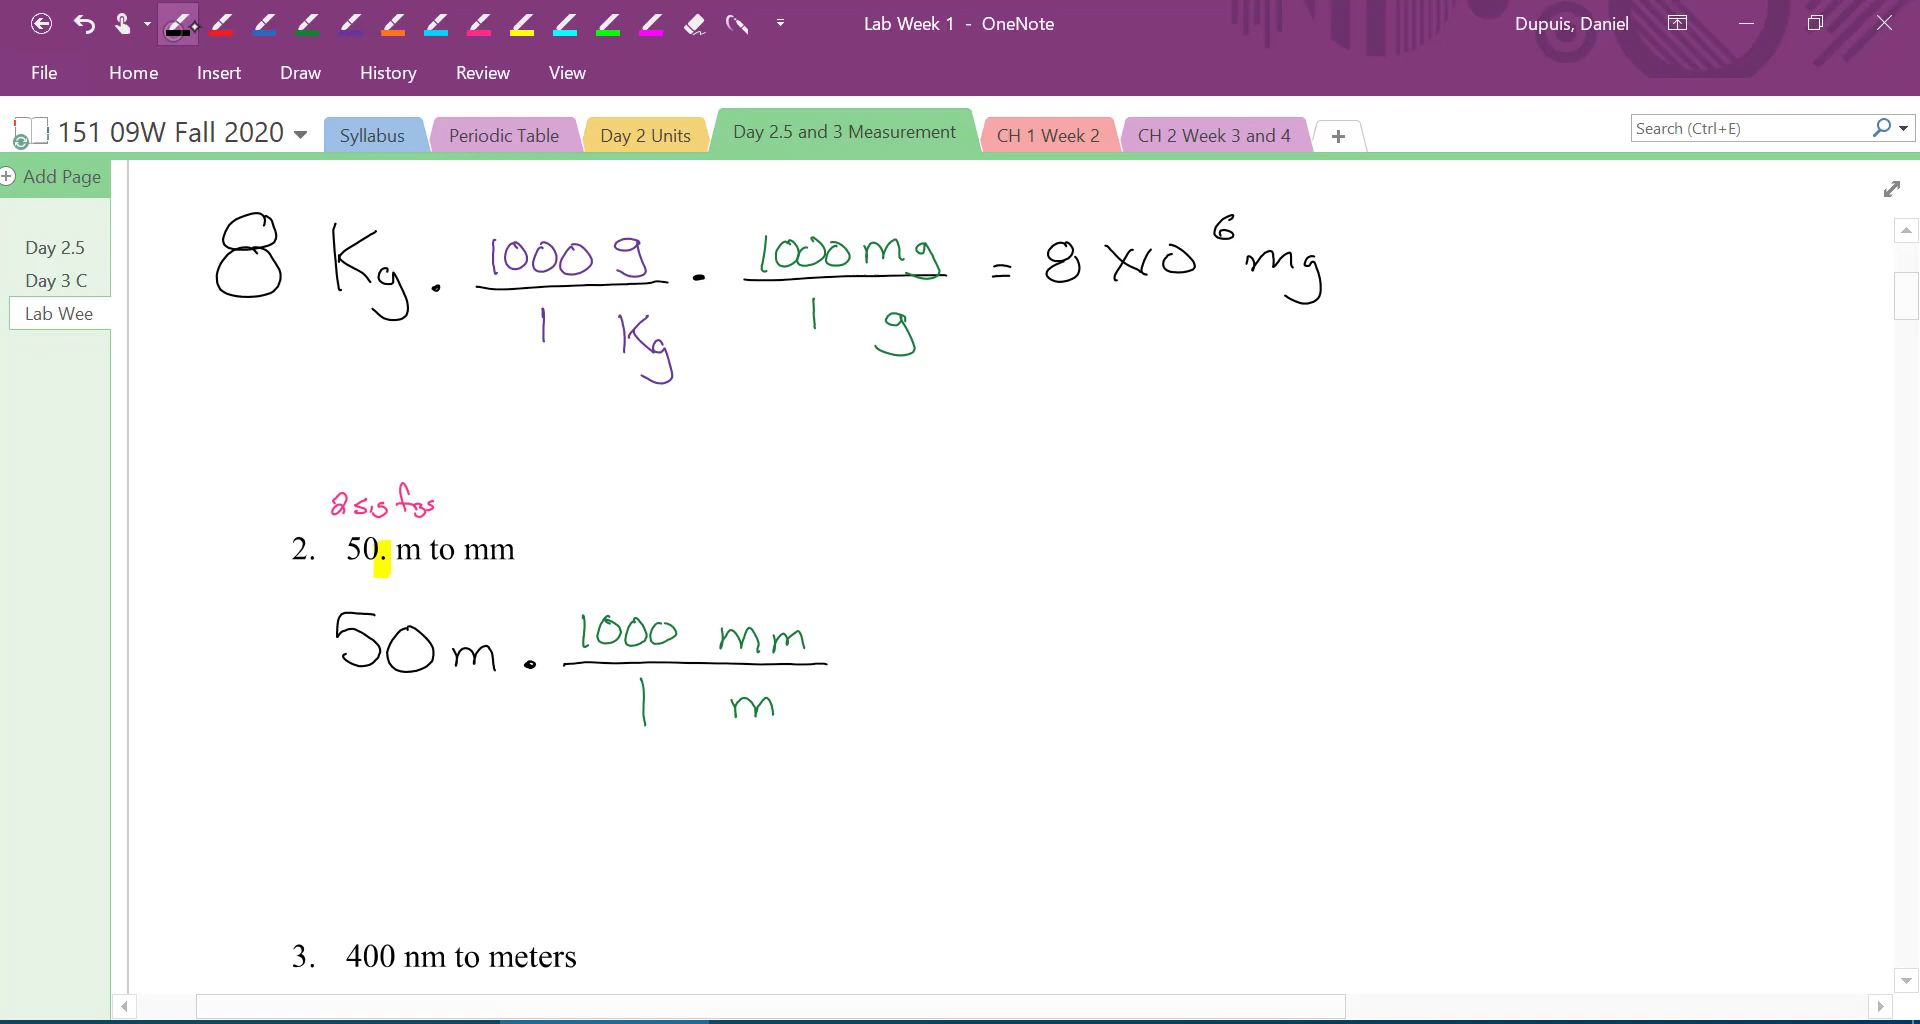 Lab Week 1 - OneNote
Dupuis, Daniel
File Home Insert Draw History Review View
151 09W Fall 2020 Syllabus Periodic Table Day 2 Units Day 2.5 and 3 Measurement CH 1 Week 2 CH 2 Week 3 and 4 +
Search (Ctrl+E)
Add Page
Day 2.5
Day 3 C
Lab Wee
8 Kg . 1000 g . 1000 mg = 8 x10^6 mg
1 Kg 1 g
2 sig figs
2. 50. m to mm
50 m . 1000 mm
1 m
3. 400 nm to meters